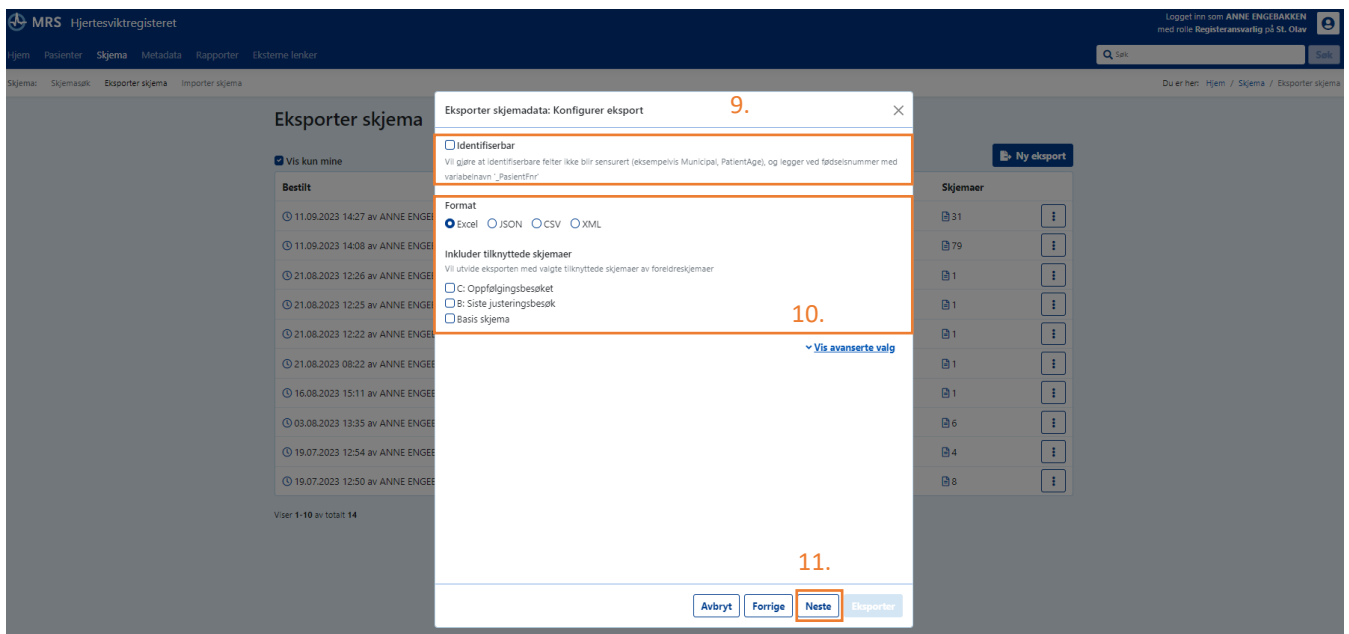 MRS Hjertesviktregisteret
Logget inn som ANNE ENGEBAKKEN
med rolle Registeransvarlig på St. Olav
Hjem Pasienter Skjema Metadata Rapporter Eksterne lenker
Søk Søk
Skjema: Skjemasøk Eksporter skjema Importer skjema
Du er her: Hjem / Skjema / Eksporter skjema
Eksporter skjema
Vis kun mine
Ny eksport
Bestilt Skjemaer
11.09.2023 14:27 av ANNE ENGE 31
11.09.2023 14:08 av ANNE ENGE 79
21.08.2023 12:26 av ANNE ENGE 1
21.08.2023 12:25 av ANNE ENGE 1
21.08.2023 12:22 av ANNE ENGE 1
21.08.2023 08:22 av ANNE ENGEE 1
16.08.2023 15:11 av ANNE ENGEE 1
03.08.2023 13:35 av ANNE ENGEE 6
19.07.2023 12:54 av ANNE ENGEE 4
19.07.2023 12:50 av ANNE ENGEE 8
Viser 1-10 av totalt 14
Eksporter skjemadata: Konfigurer eksport
9.
Identifiserbar
Vil gjøre at identifiserbare felter ikke blir sensurert (eksempelvis Municipal, PatientAge), og legger ved fødselsnummer med
variabelnavn '_PasientFnr'
Format
Excel JSON CSV XML
Inkluder tilknyttede skjemaer
Vil utvide eksporten med valgte tilknyttede skjemaer av foreldreskjemaer
C: Oppfølgingsbesøket
B: Siste justeringsbesøk
Basis skjema
10.
Vis avanserte valg
11.
Avbryt Forrige Neste Eksporter